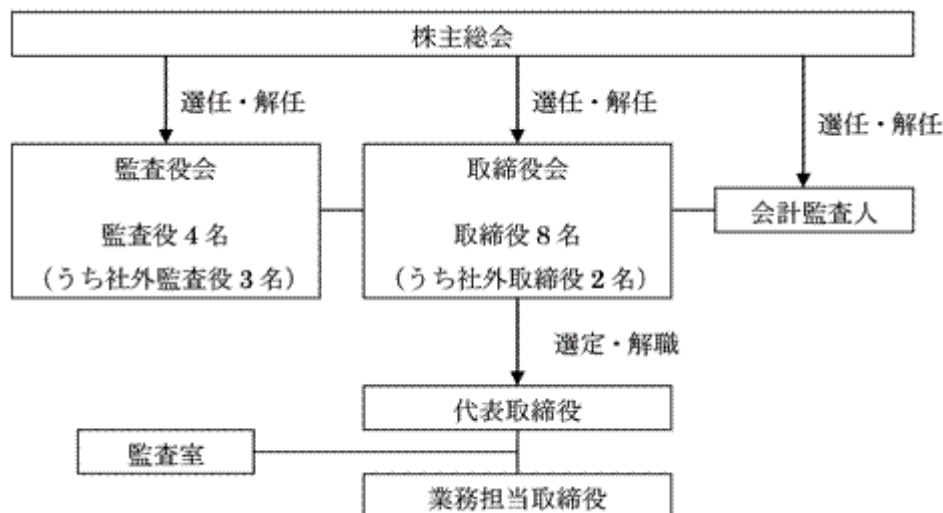 株主総会
選任・解任
選任・解任
選任・解任
監査役会
監査役 4 名
（うち社外監査役 3 名）
取締役会
取締役 8 名
（うち社外取締役 2 名）
会計監査人
選定・解職
代表取締役
監査室
業務担当取締役